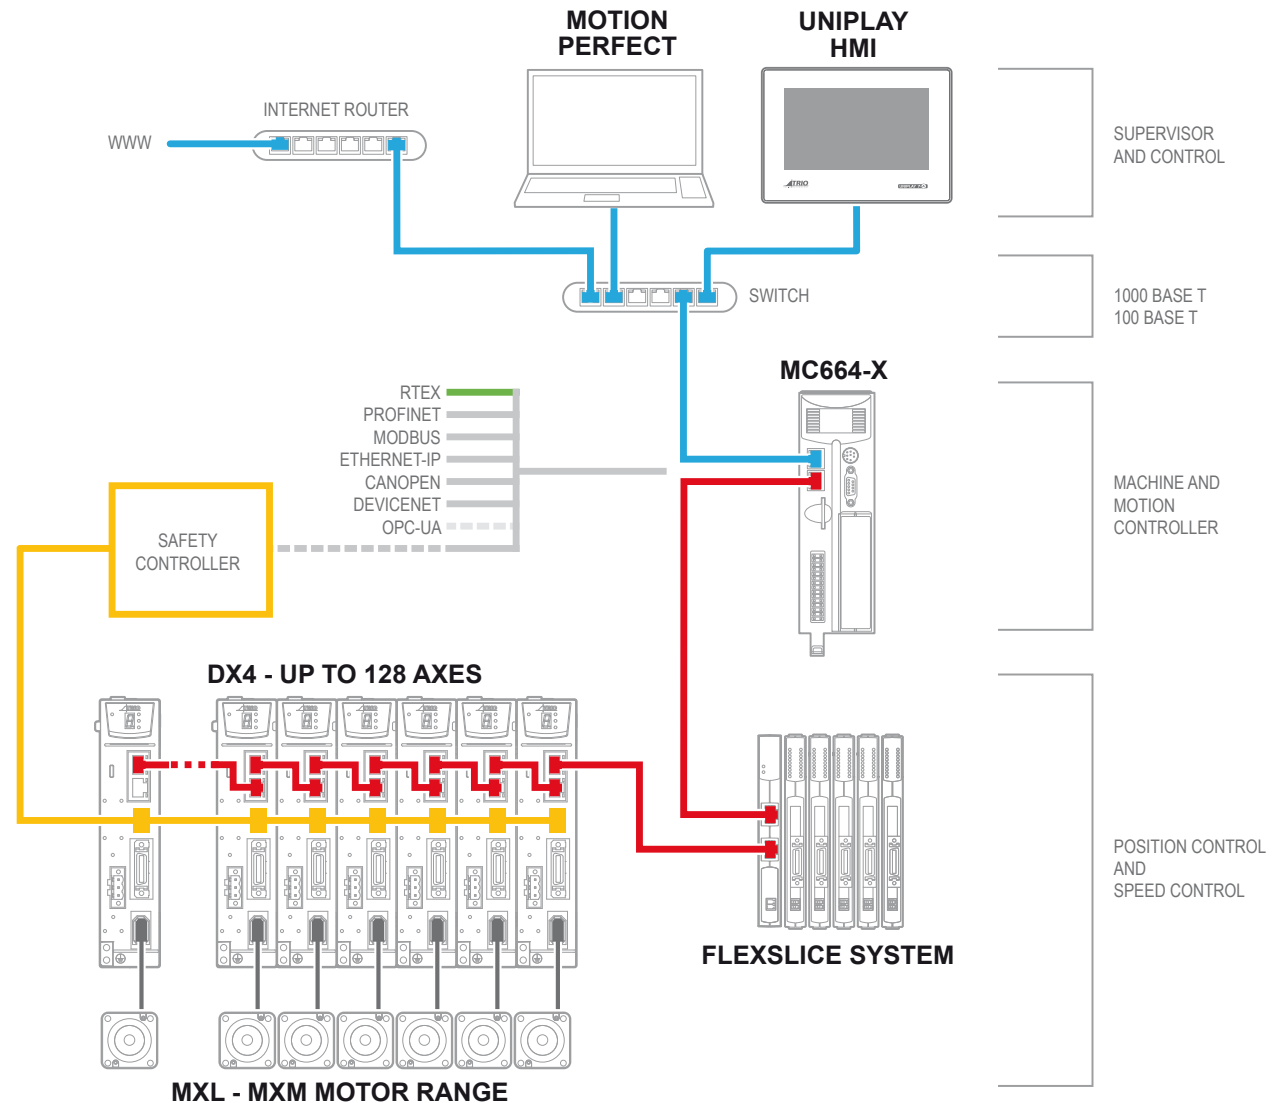 MOTION
PERFECT
UNIPLAY
HMI
INTERNET ROUTER
WWW
TRIO
SUPERVISOR
AND CONTROL
SWITCH
1000 BASE T
100 BASE T
MC664-X
RTEX
PROFINET
MODBUS
ETHERNET-IP
CANOPEN
DEVICENET
OPC-UA
MACHINE AND
MOTION
CONTROLLER
SAFETY
CONTROLLER
DX4 - UP TO 128 AXES
POSITION CONTROL
AND
SPEED CONTROL
FLEXSLICE SYSTEM
MXL - MXM MOTOR RANGE